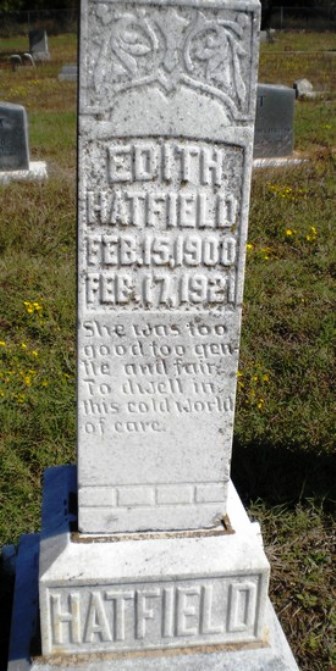 EDITH
HATFIELD
FEB. 15, 1900
FEB. 17, 1921
She was too
good too gen-
tle and fair.
To dwell in
this cold world
of care.
HATFIELD